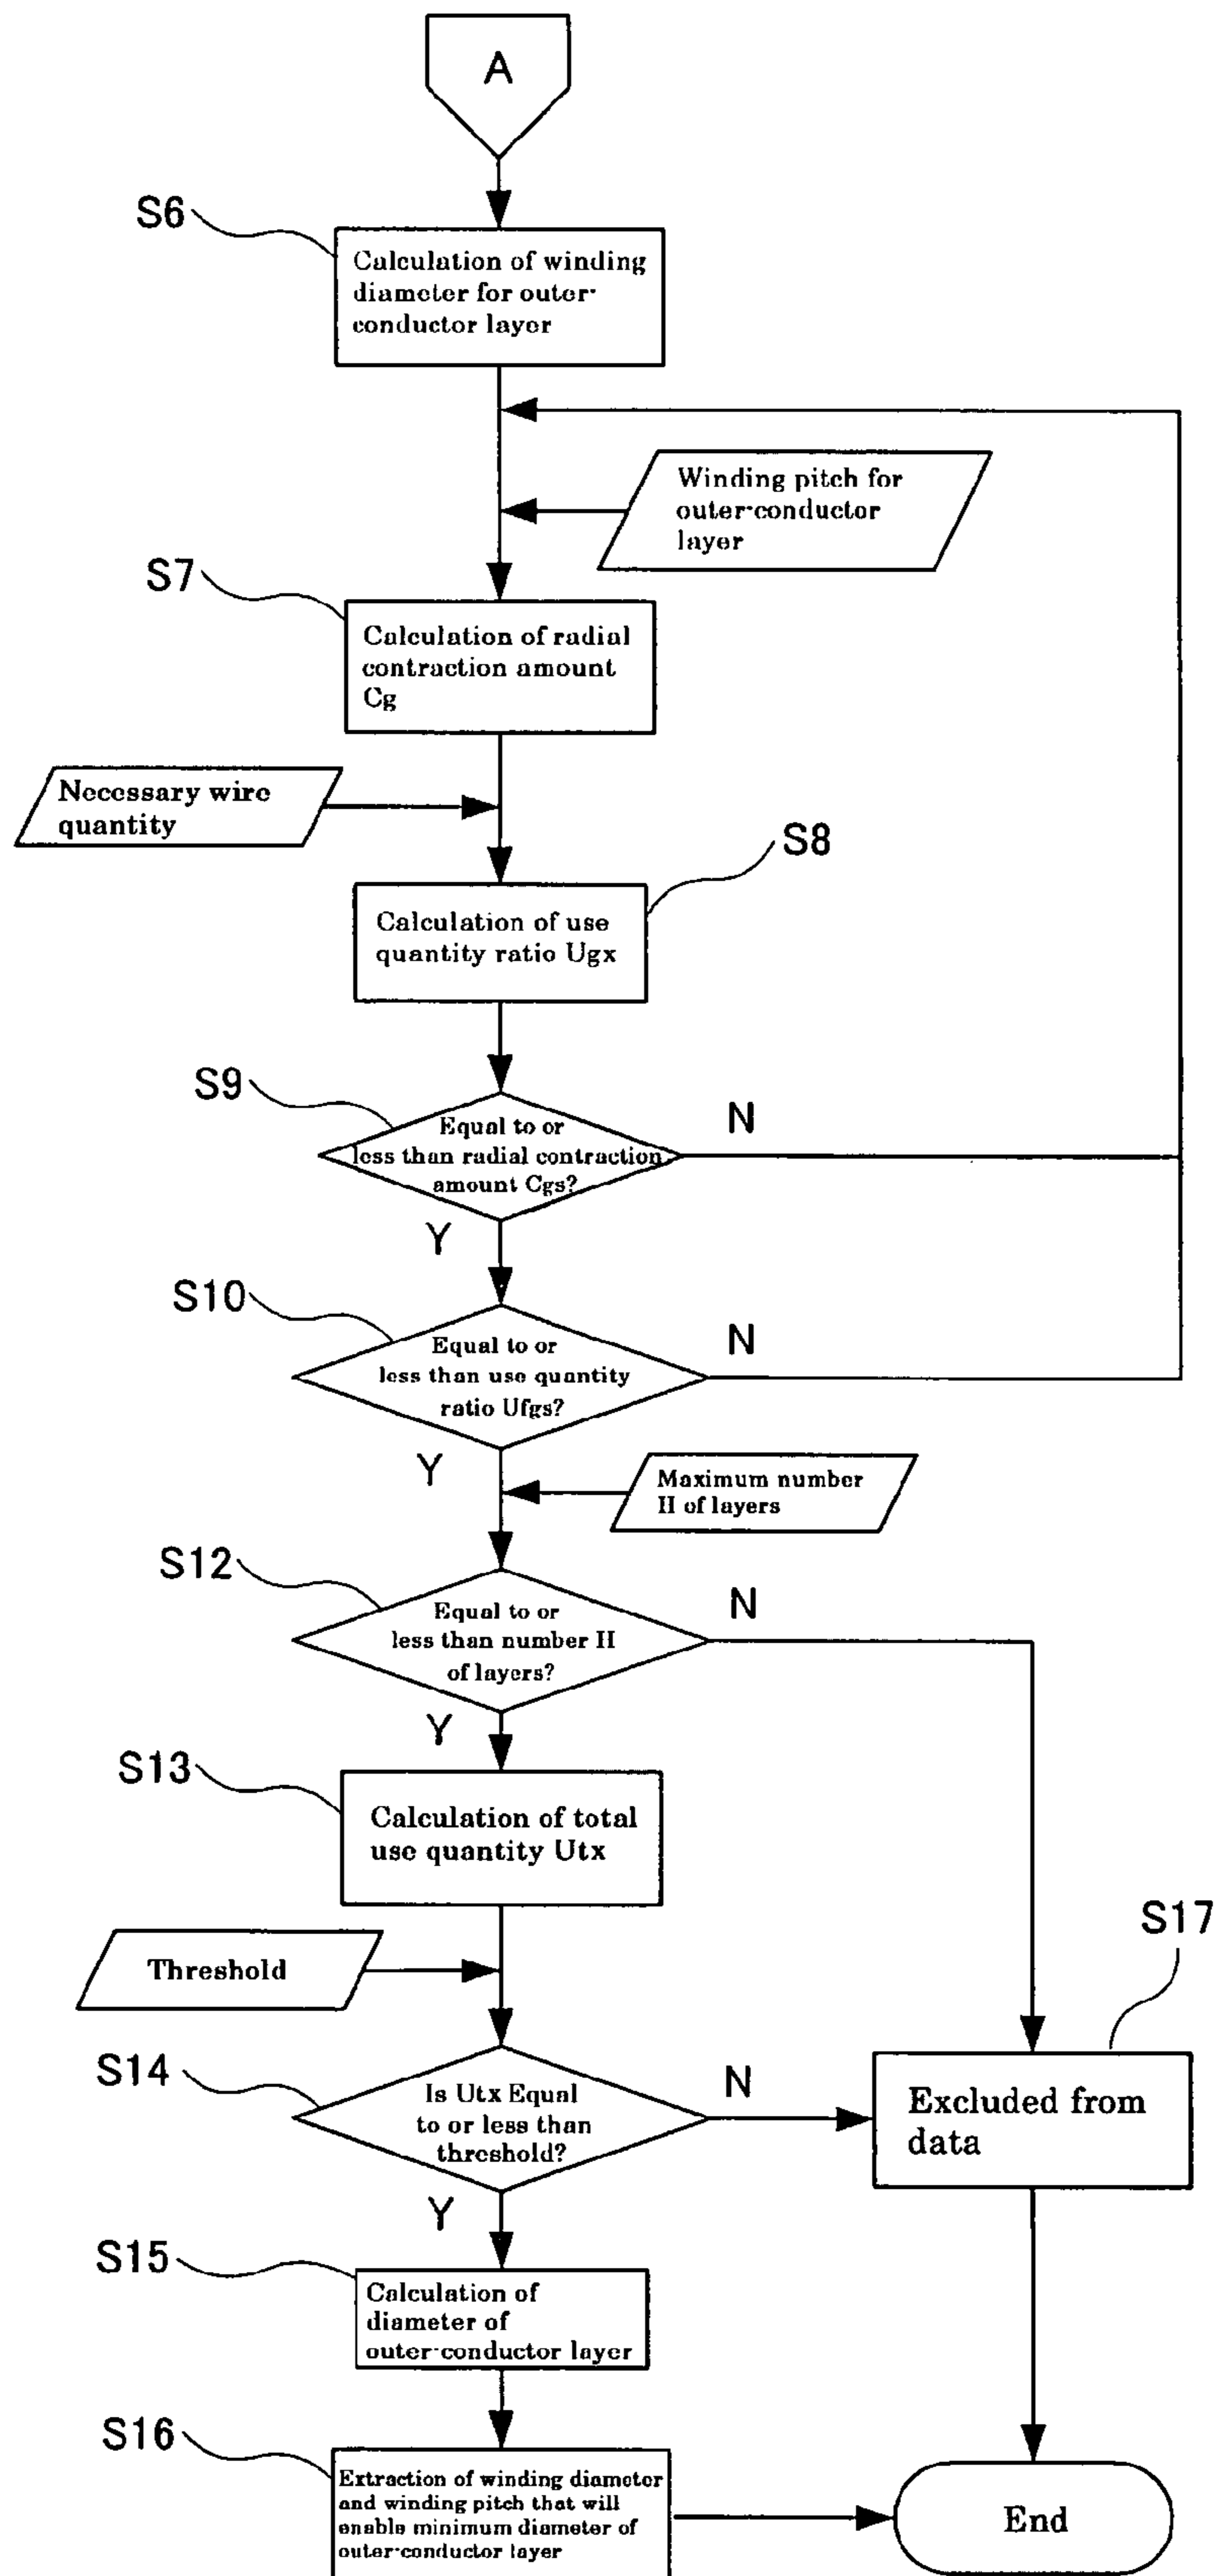 A
S6
Calculation of winding
diameter for outer-
conductor layer
Winding pitch for
outer-conductor
layer
S7
Calculation of radial
contraction amount
Cg
Necessary wire
quantity
S8
Calculation of use
quantity ratio Ugx
S9
Equal to or
less than radial contraction
amount Cgs?
N
Y
S10
Equal to or
less than use quantity
ratio Ufgs?
N
Y
Maximum number
H of layers
S12
Equal to or
less than number H
of layers?
N
Y
S13
Calculation of total
use quantity Utx
Threshold
S17
S14
Is Utx Equal
to or less than
threshold?
N
Excluded from
data
Y
S15
Calculation of
diameter of
outer-conductor layer
S16
Extraction of winding diameter
and winding pitch that will
enable minimum diameter of
outer-conductor layer
End